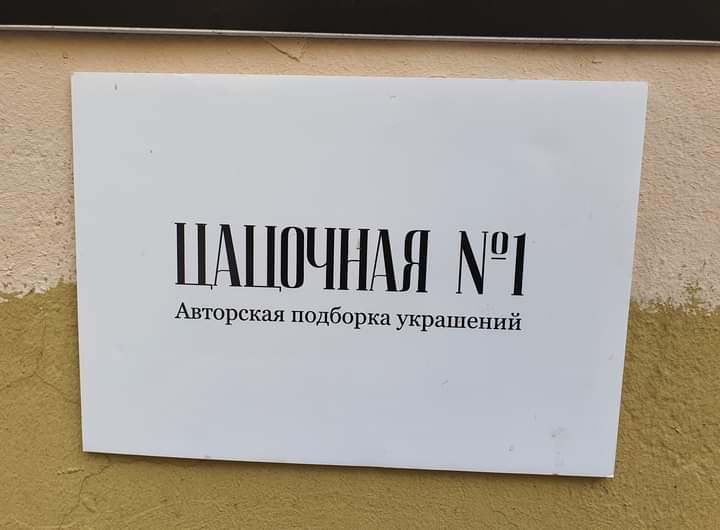 ЦАЦОЧНАЯ №1
Авторская подборка украшений